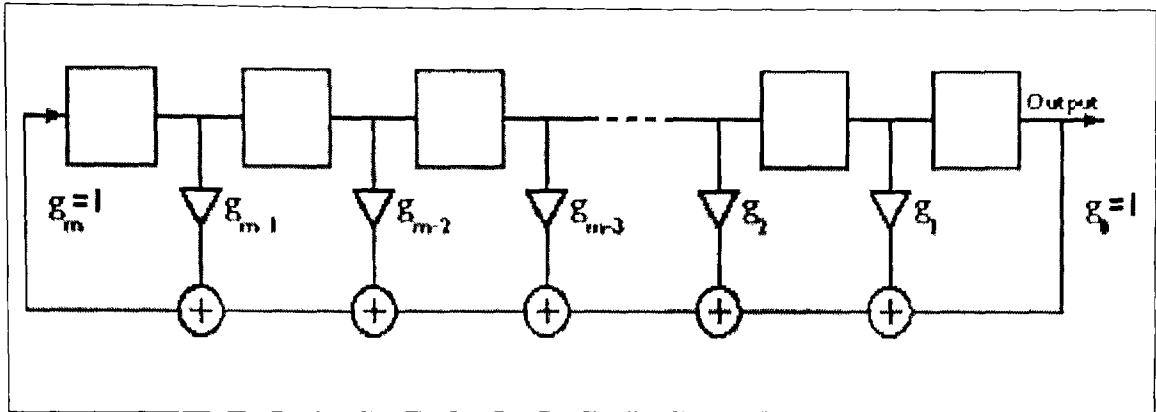 Output
g_m=1
g_m-1
g_m-2
g_m-3
g_2
g_1
g_0=1
+ + + + +